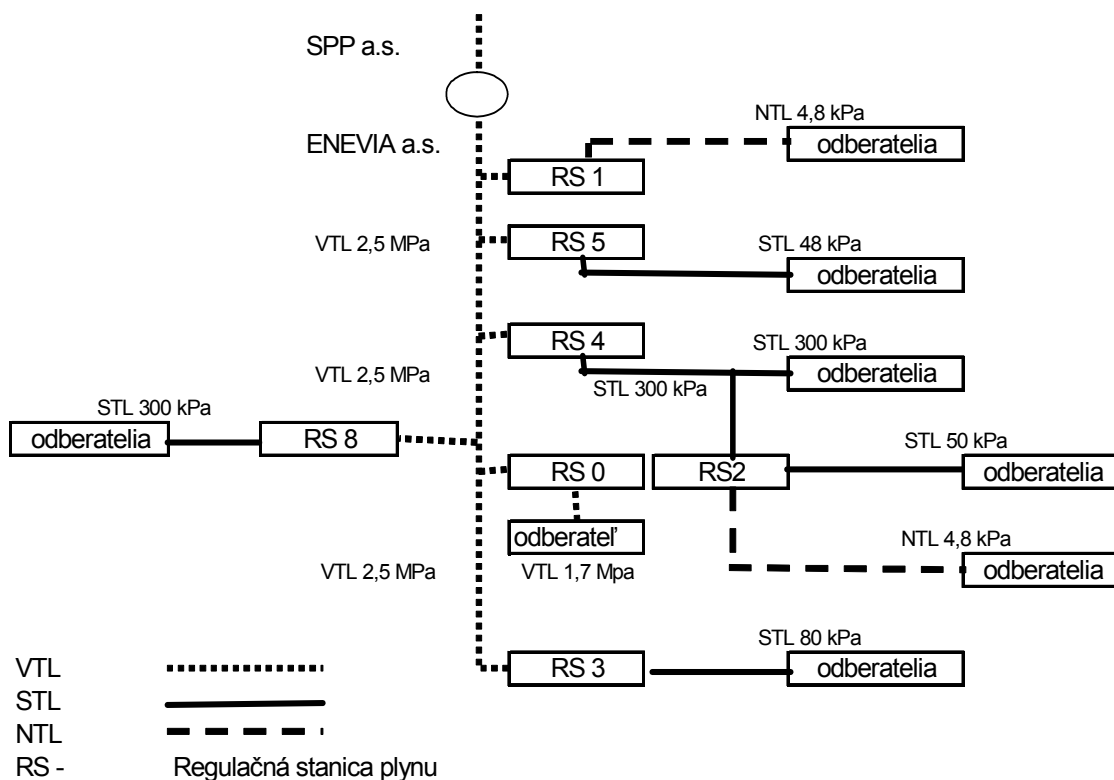 SPP a.s.
NTL 4,8 kPa
ENEVIA a.s.
odberatelia
RS 1
VTL 2,5 MPa
RS 5
STL 48 kPa
odberatelia
RS 4
STL 300 kPa
VTL 2,5 MPa
STL 300 kPa
odberatelia
STL 300 kPa
odberatelia
RS 8
STL 50 kPa
RS 0
RS2
odberatelia
odberateľ
NTL 4,8 kPa
VTL 2,5 MPa
VTL 1,7 Mpa
odberatelia
STL 80 kPa
RS 3
odberatelia
VTL
STL
NTL
RS - Regulačná stanica plynu